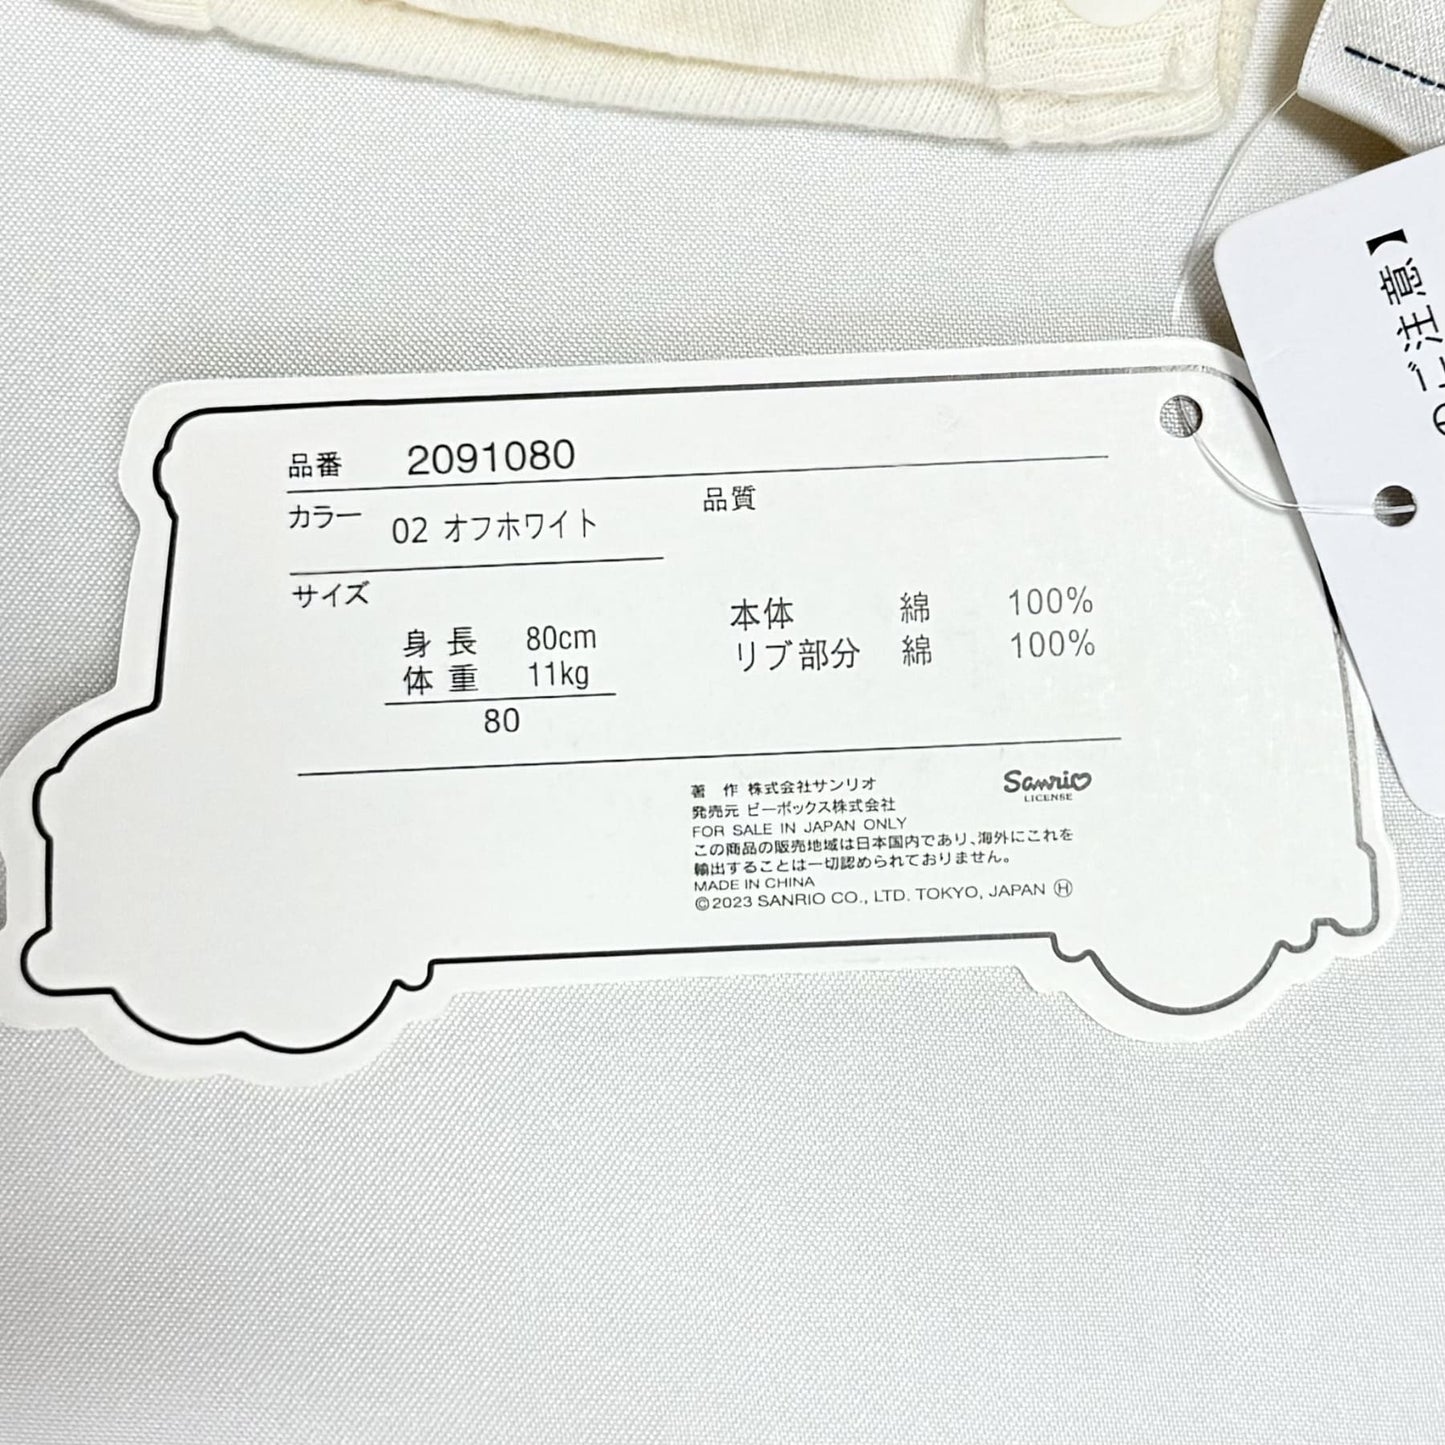 品番 2091080
カラー 02 オフホワイト
品質
サイズ
身長 80cm
体重 11kg
80
本体 綿 100%
リブ部分 綿 100%
著 作 株式会社サンリオ
発売元 ビーボックス株式会社
FOR SALE IN JAPAN ONLY
この商品の販売地域は日本国内であり、海外にこれを
輸出することは一切認められておりません。
MADE IN CHINA
©2023 SANRIO CO., LTD. TOKYO, JAPAN Ⓗ
Sanrio
LICENSE
ご注意】